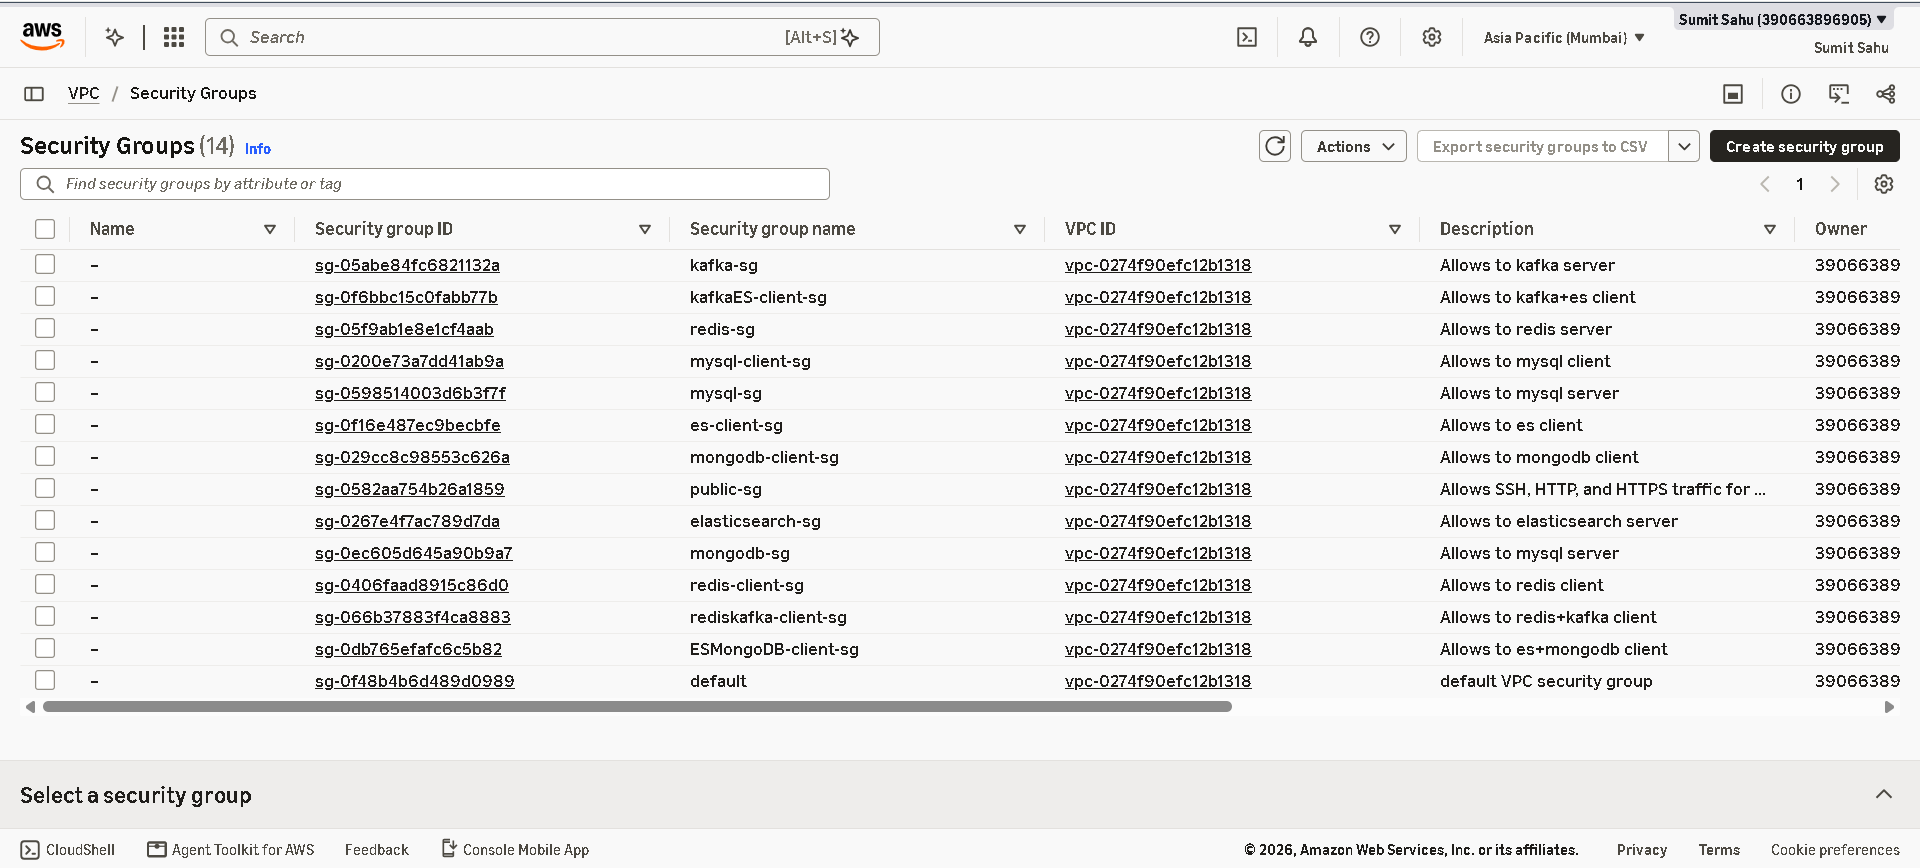 aws
Search [Alt+S]
Asia Pacific (Mumbai)
Sumit Sahu (390663896905)
Sumit Sahu
VPC / Security Groups
Security Groups (14) Info
Actions
Export security groups to CSV
Create security group
Find security groups by attribute or tag
1
Name Security group ID Security group name VPC ID Description Owner
– sg-05abe84fc6821132a kafka-sg vpc-0274f90efc12b1318 Allows to kafka server 39066389
– sg-0f6bbc15c0fabb77b kafkaES-client-sg vpc-0274f90efc12b1318 Allows to kafka+es client 39066389
– sg-05f9ab1e8e1cf4aab redis-sg vpc-0274f90efc12b1318 Allows to redis server 39066389
– sg-0200e73a7dd41ab9a mysql-client-sg vpc-0274f90efc12b1318 Allows to mysql client 39066389
– sg-0598514003d6b3f7f mysql-sg vpc-0274f90efc12b1318 Allows to mysql server 39066389
– sg-0f16e487ec9becbfe es-client-sg vpc-0274f90efc12b1318 Allows to es client 39066389
– sg-029cc8c98553c626a mongodb-client-sg vpc-0274f90efc12b1318 Allows to mongodb client 39066389
– sg-0582aa754b26a1859 public-sg vpc-0274f90efc12b1318 Allows SSH, HTTP, and HTTPS traffic for ... 39066389
– sg-0267e4f7ac789d7da elasticsearch-sg vpc-0274f90efc12b1318 Allows to elasticsearch server 39066389
– sg-0ec605d645a90b9a7 mongodb-sg vpc-0274f90efc12b1318 Allows to mysql server 39066389
– sg-0406faad8915c86d0 redis-client-sg vpc-0274f90efc12b1318 Allows to redis client 39066389
– sg-066b37883f4ca8883 rediskafka-client-sg vpc-0274f90efc12b1318 Allows to redis+kafka client 39066389
– sg-0db765efafc6c5b82 ESMongoDB-client-sg vpc-0274f90efc12b1318 Allows to es+mongodb client 39066389
– sg-0f48b4b6d489d0989 default vpc-0274f90efc12b1318 default VPC security group 39066389
Select a security group
CloudShell Agent Toolkit for AWS Feedback Console Mobile App © 2026, Amazon Web Services, Inc. or its affiliates. Privacy Terms Cookie preferences